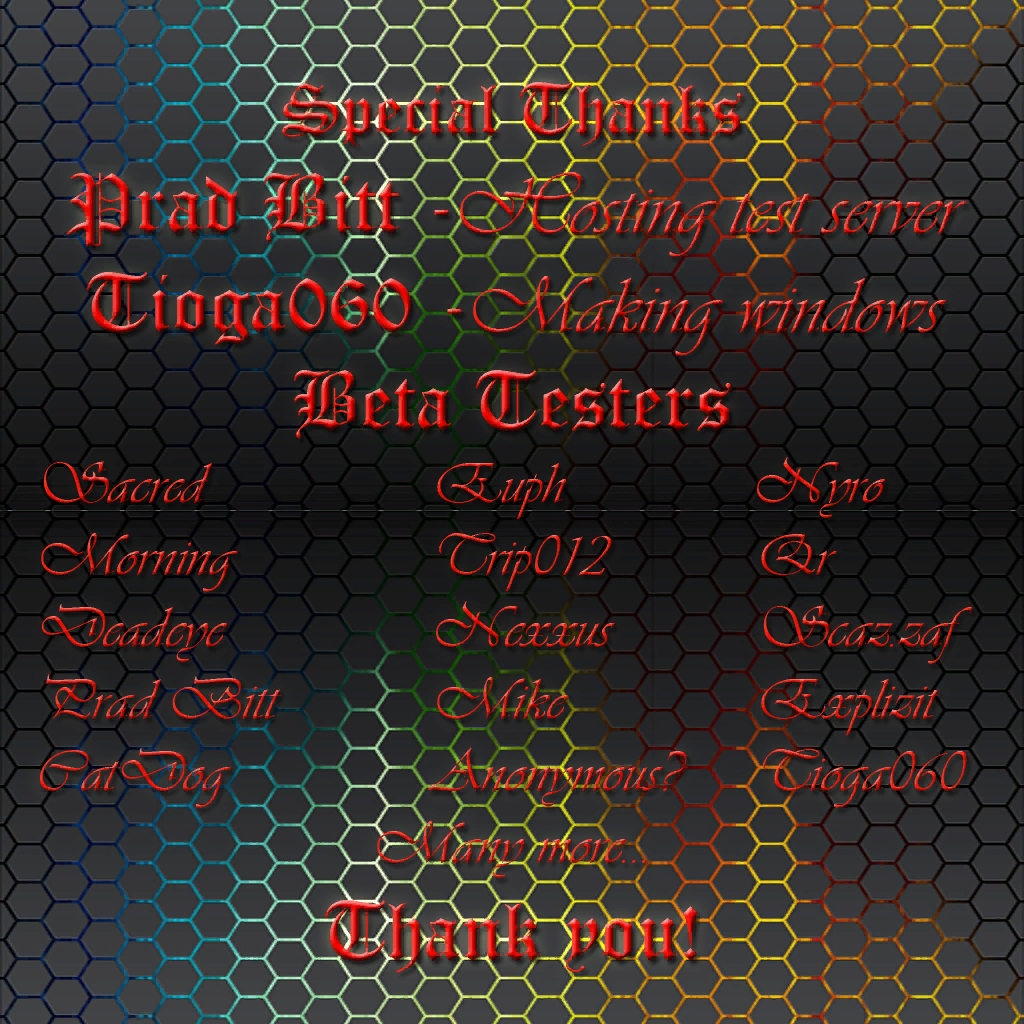 Special Thanks
Prad Bitt - Hosting test server
Tioga060 - Making windows
Beta Testers
Sacred Euph Nyro
Morning Trip012 Qr
Deadeye Nexxus Scaz.zaf
Prad Bitt Mike Explizit
CatDog Anonymous? Tioga060
Many more...
Thank you!